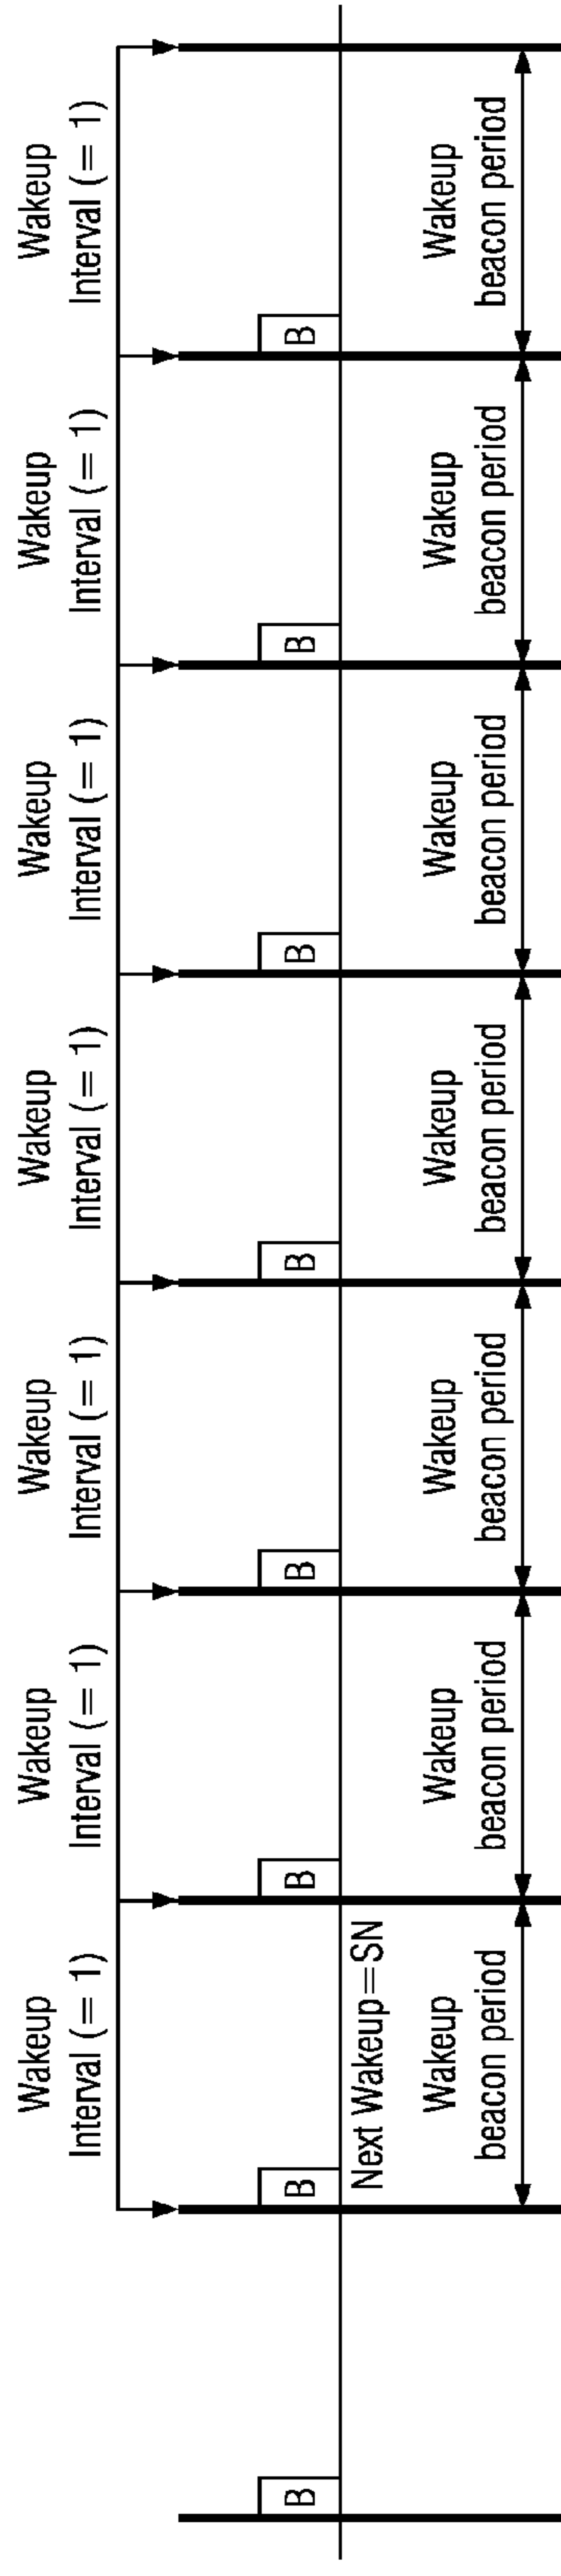 Wakeup
Interval (= 1)
Wakeup
Interval (= 1)
Wakeup
Interval (= 1)
Wakeup
Interval (= 1)
Wakeup
Interval (= 1)
Wakeup
Interval (= 1)
Wakeup
Interval (= 1)
B
B
B
B
B
B
B
B
Next Wakeup=SN
Wakeup
beacon period
Wakeup
beacon period
Wakeup
beacon period
Wakeup
beacon period
Wakeup
beacon period
Wakeup
beacon period
Wakeup
beacon period